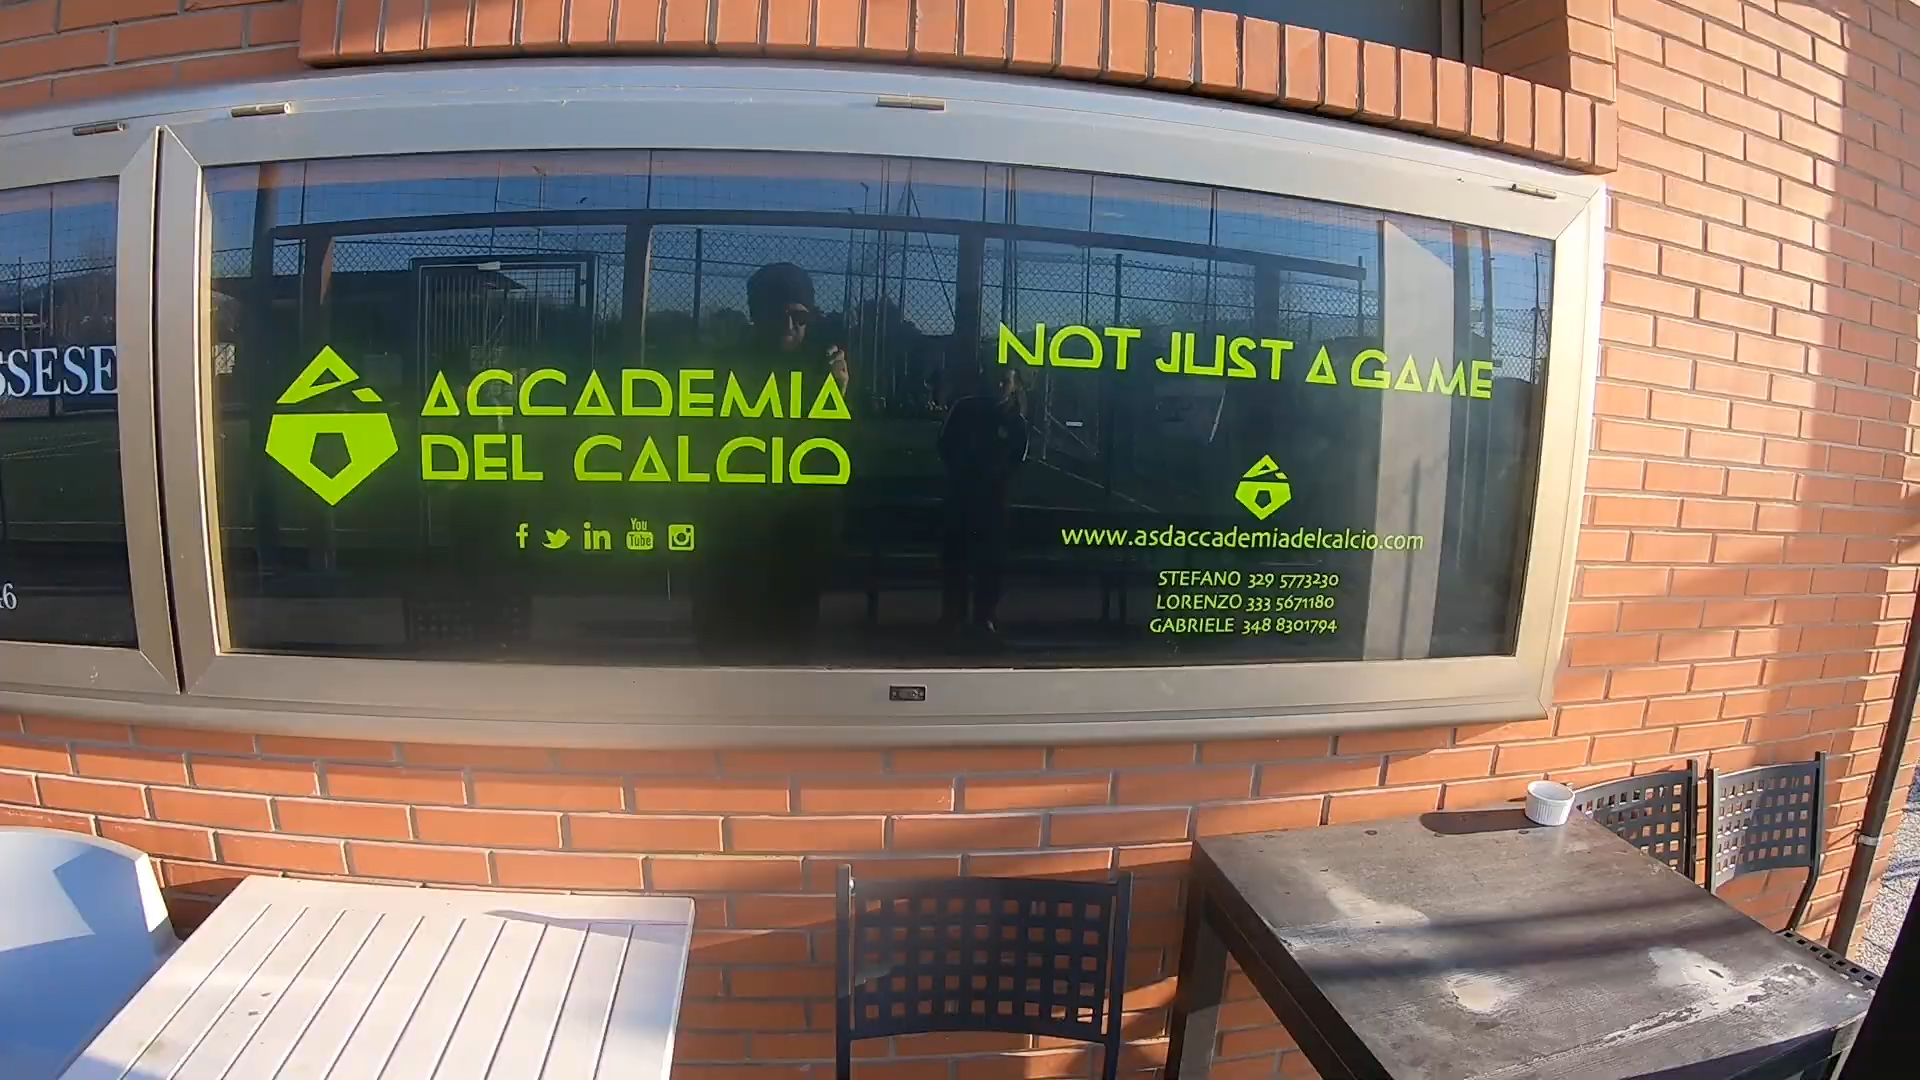 ACCADEMIA
DEL CALCIO
You
Tube
NOT JUST A GAME
www.asdaccademiadelcalcio.com
STEFANO 329 5773230
LORENZO 333 5671180
GABRIELE 348 8301794